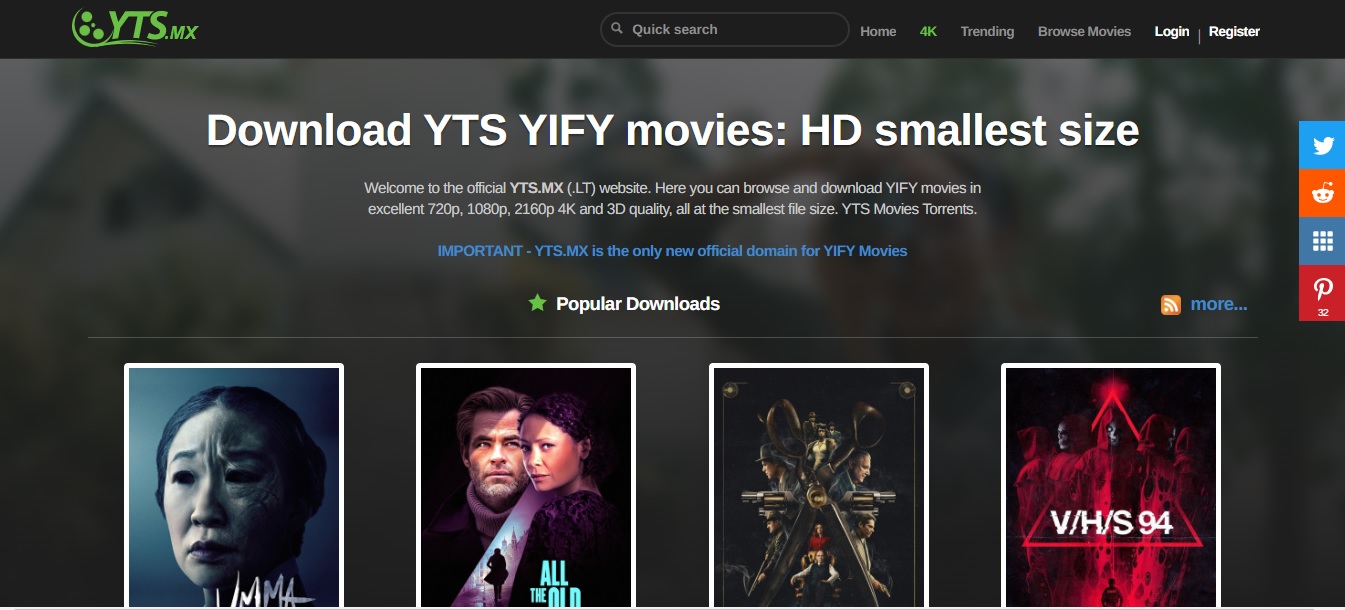 YTS.MX
Quick search
Home 4K Trending Browse Movies Login | Register
Download YTS YIFY movies: HD smallest size
Welcome to the official YTS.MX (.LT) website. Here you can browse and download YIFY movies in
excellent 720p, 1080p, 2160p 4K and 3D quality, all at the smallest file size. YTS Movies Torrents.
IMPORTANT - YTS.MX is the only new official domain for YIFY Movies
Popular Downloads
more...
32
UMMA
ALL
THE OLD
V/H/S 94